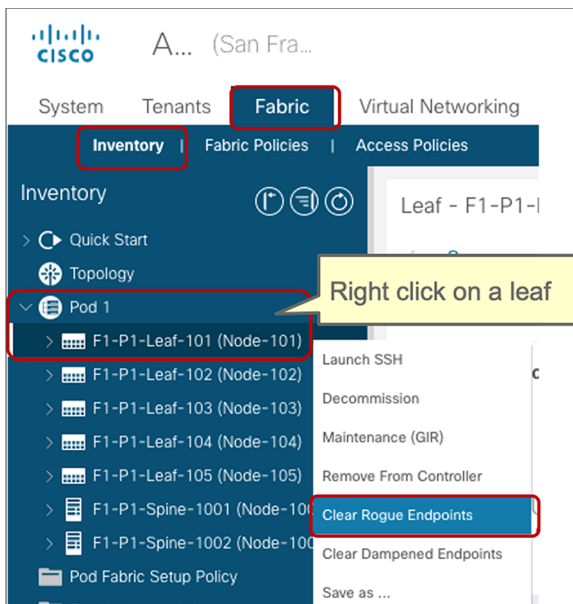 CISCO
A... (San Fra...
System Tenants Fabric Virtual Networking
Inventory | Fabric Policies | Access Policies
Inventory
Leaf - F1-P1-
Quick Start
Topology
Right click on a leaf
Pod 1
F1-P1-Leaf-101 (Node-101)
Launch SSH
F1-P1-Leaf-102 (Node-102)
Decommission
F1-P1-Leaf-103 (Node-103)
Maintenance (GIR)
F1-P1-Leaf-104 (Node-104)
Remove From Controller
F1-P1-Leaf-105 (Node-105)
Clear Rogue Endpoints
F1-P1-Spine-1001 (Node-100
F1-P1-Spine-1002 (Node-100
Clear Dampened Endpoints
Pod Fabric Setup Policy
Save as ...